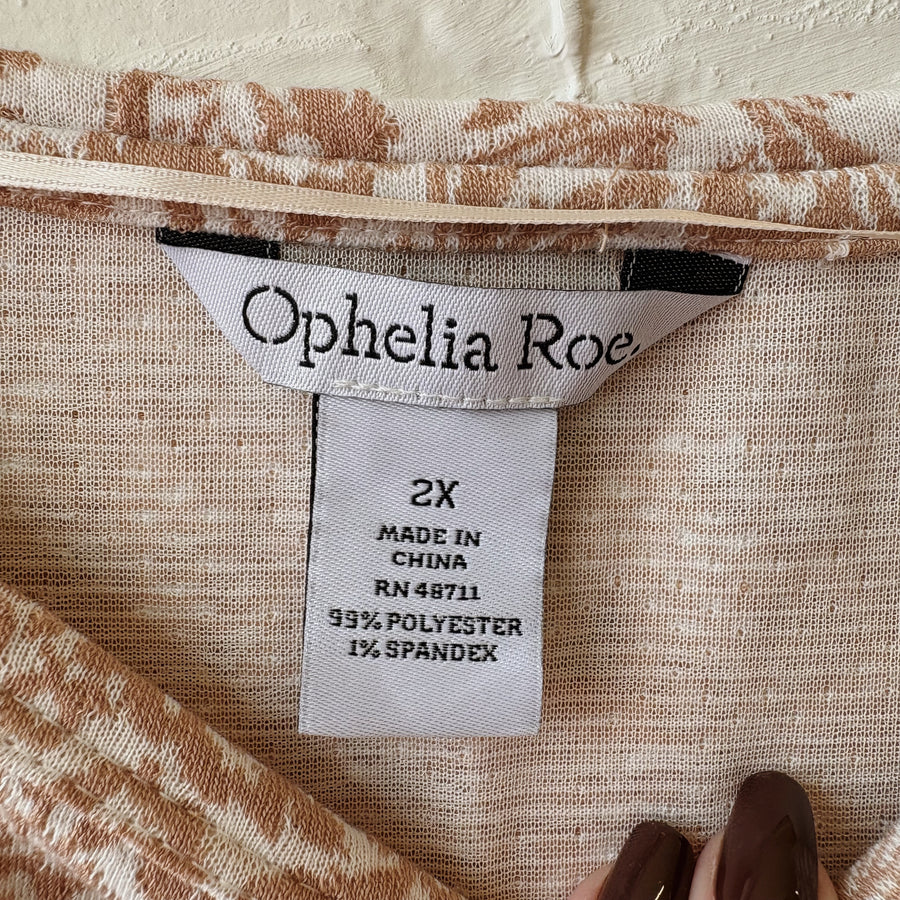 Ophelia Roe.
2X
MADE IN
CHINA
RN 48711
99% POLYESTER
1% SPANDEX